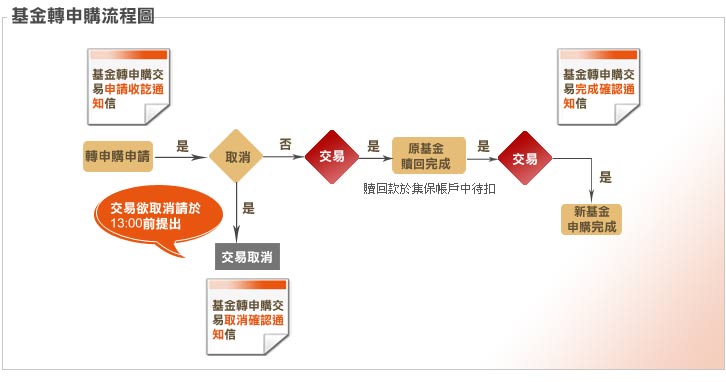 基金轉申購流程圖
基金轉申購交
易申請收訖通
知信
基金轉申購交
易完成確認通
知信
轉申購申請
是
取消
否
交易
是
原基金
贖回完成
是
交易
贖回款於集保帳戶中待扣
是
是
交易欲取消請於
13:00前提出
新基金
申購完成
交易取消
基金轉申購交
易取消確認通
知信